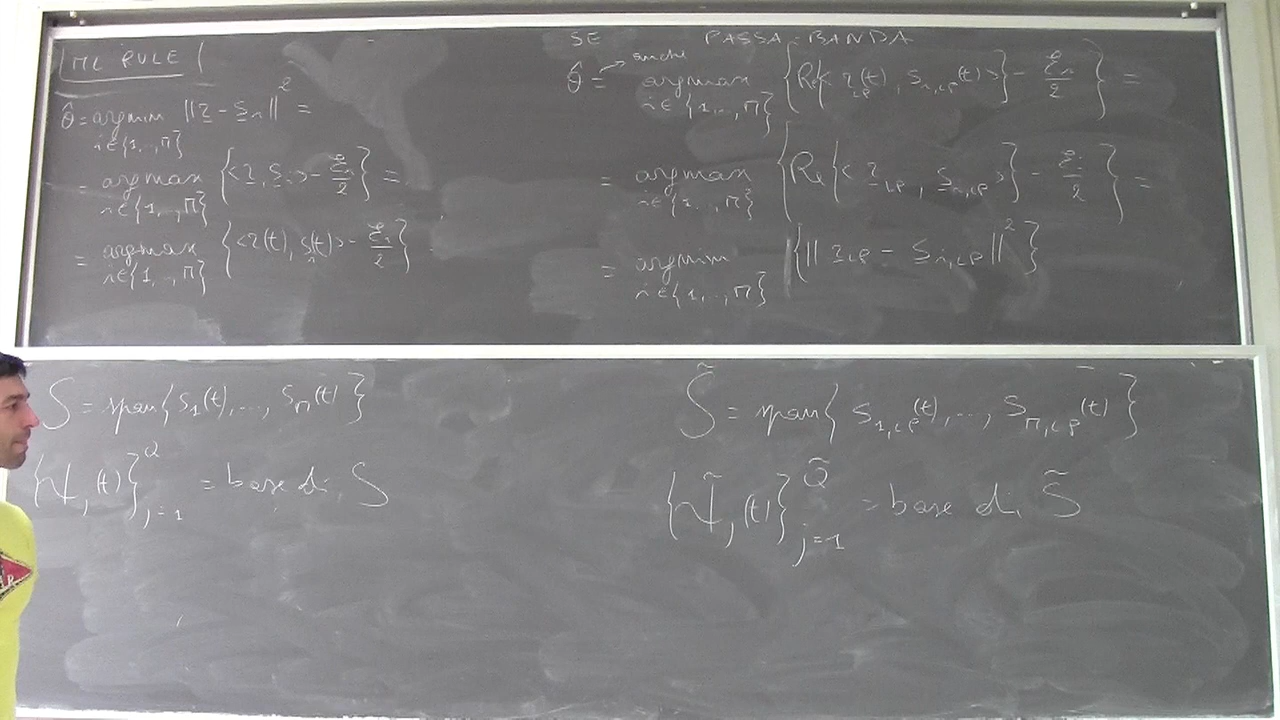 ML RULE
θ̂ = argmin ||r - s_i||² =
i∈{1,..,M}
= argmax {<r, s_i> - ℰ_i/2} =
i∈{1,..,M}
= argmax {<r(t), s_i(t)> - ℰ_i/2}
i∈{1,..,M}
SE PASSA-BANDA
anche
θ̂ = argmax {Re{<r_LP(t), s_i,LP(t)>} - ℰ_i/2} =
i∈{1,..,M}
= argmax {Re{<r_LP, s_i,LP>} - ℰ_i/2} =
i∈{1,..,M}
= argmin {||r_LP - s_i,LP||²}
i∈{1,..,M}
S = span{s_1(t),..., s_M(t)}
{ψ_j(t)}_{j=1}^Q = base di S
S̃ = span{s_1,LP(t),..., s_M,LP(t)}
{ψ̃_j(t)}_{j=1}^Q̃ = base di S̃